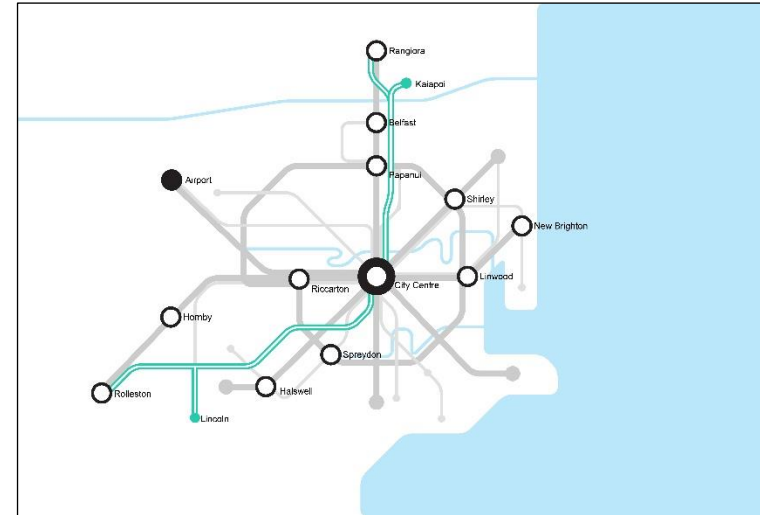 Rangiora
Kaiapoi
Belfast
Papanui
Airport
Shirley
New Brighton
City Centre
Linwood
Riccarton
Hornby
Spreydon
Halswell
Rolleston
Lincoln